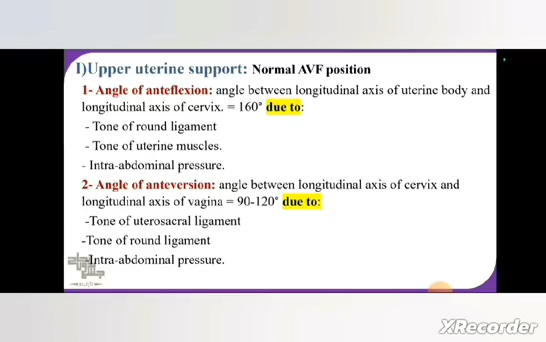 I)Upper uterine support: Normal AVF position
1- Angle of anteflexion: angle between longitudinal axis of uterine body and
longitudinal axis of cervix. = 160° due to:
- Tone of round ligament
- Tone of uterine muscles.
- Intra-abdominal pressure.
2- Angle of anteversion: angle between longitudinal axis of cervix and
longitudinal axis of vagina = 90-120° due to:
-Tone of uterosacral ligament
-Tone of round ligament
-Intra-abdominal pressure.
XRecorder